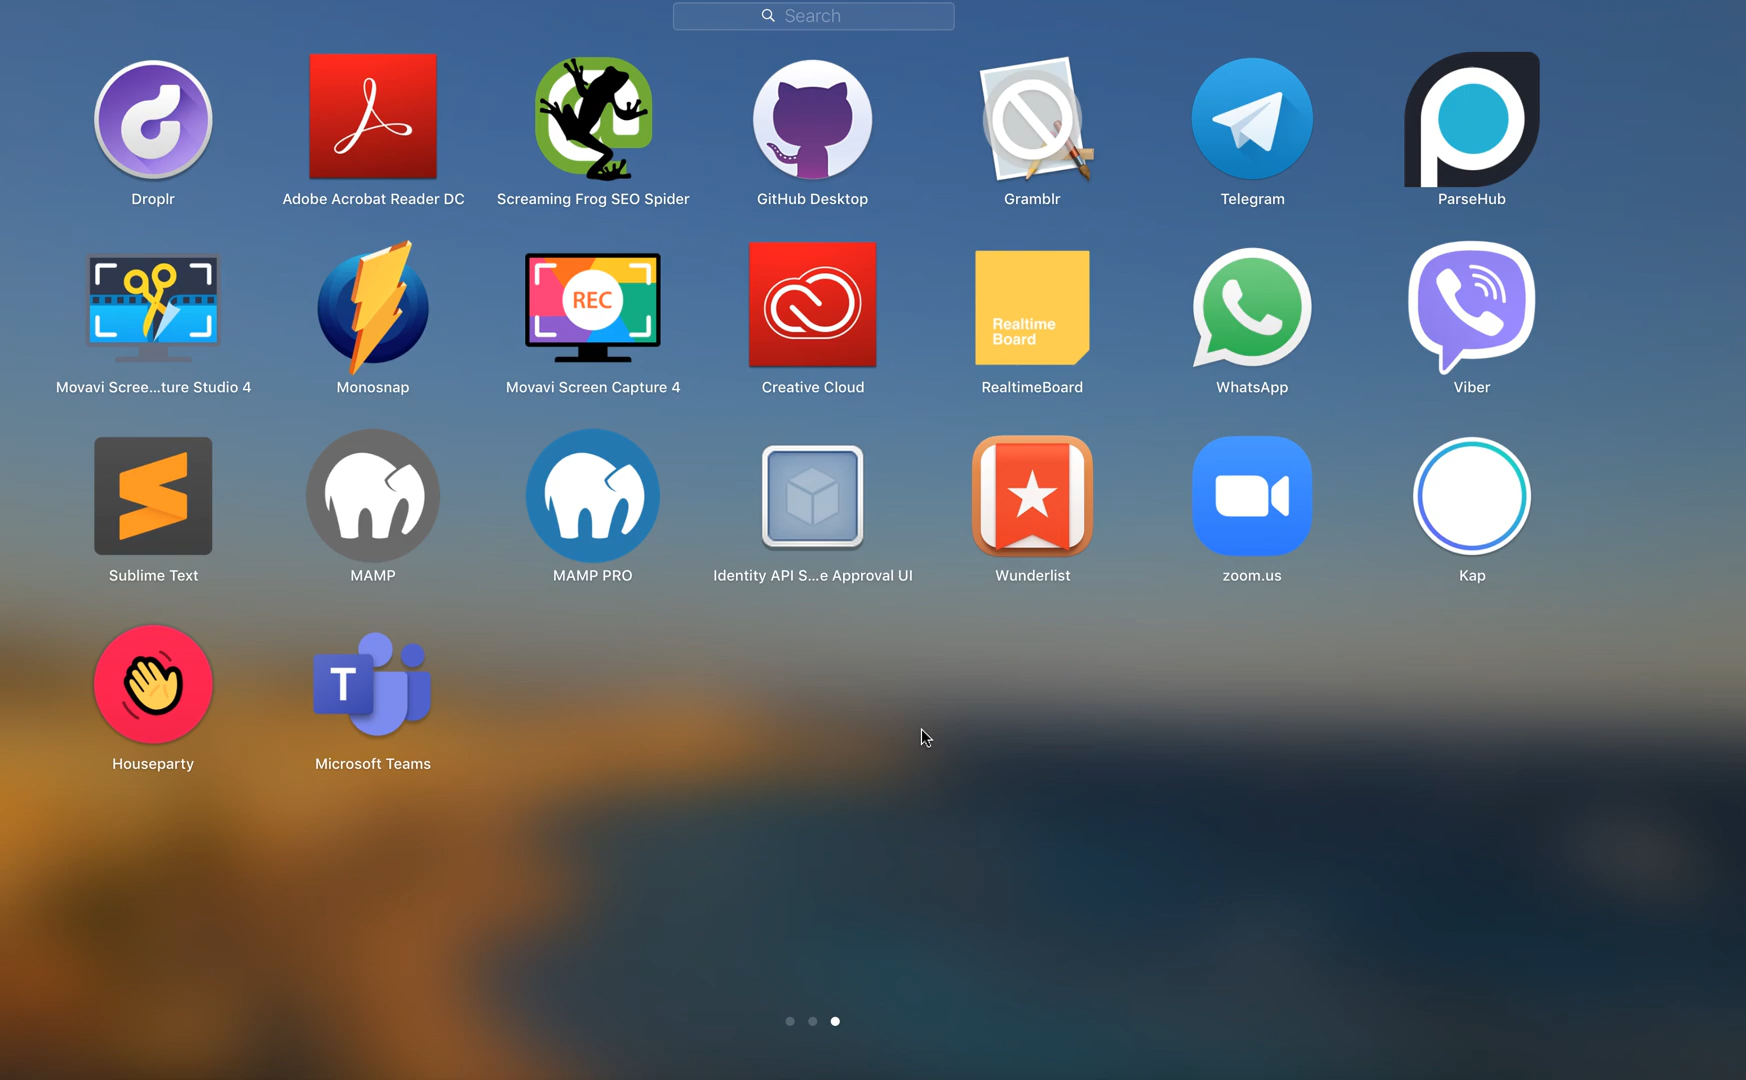 Search
Droplr
Adobe Acrobat Reader DC
Screaming Frog SEO Spider
GitHub Desktop
Gramblr
Telegram
ParseHub
REC
Realtime
Board
Movavi Scree...ture Studio 4
Monosnap
Movavi Screen Capture 4
Creative Cloud
RealtimeBoard
WhatsApp
Viber
Sublime Text
MAMP
MAMP PRO
Identity API S...e Approval UI
Wunderlist
zoom.us
Kap
T
Houseparty
Microsoft Teams